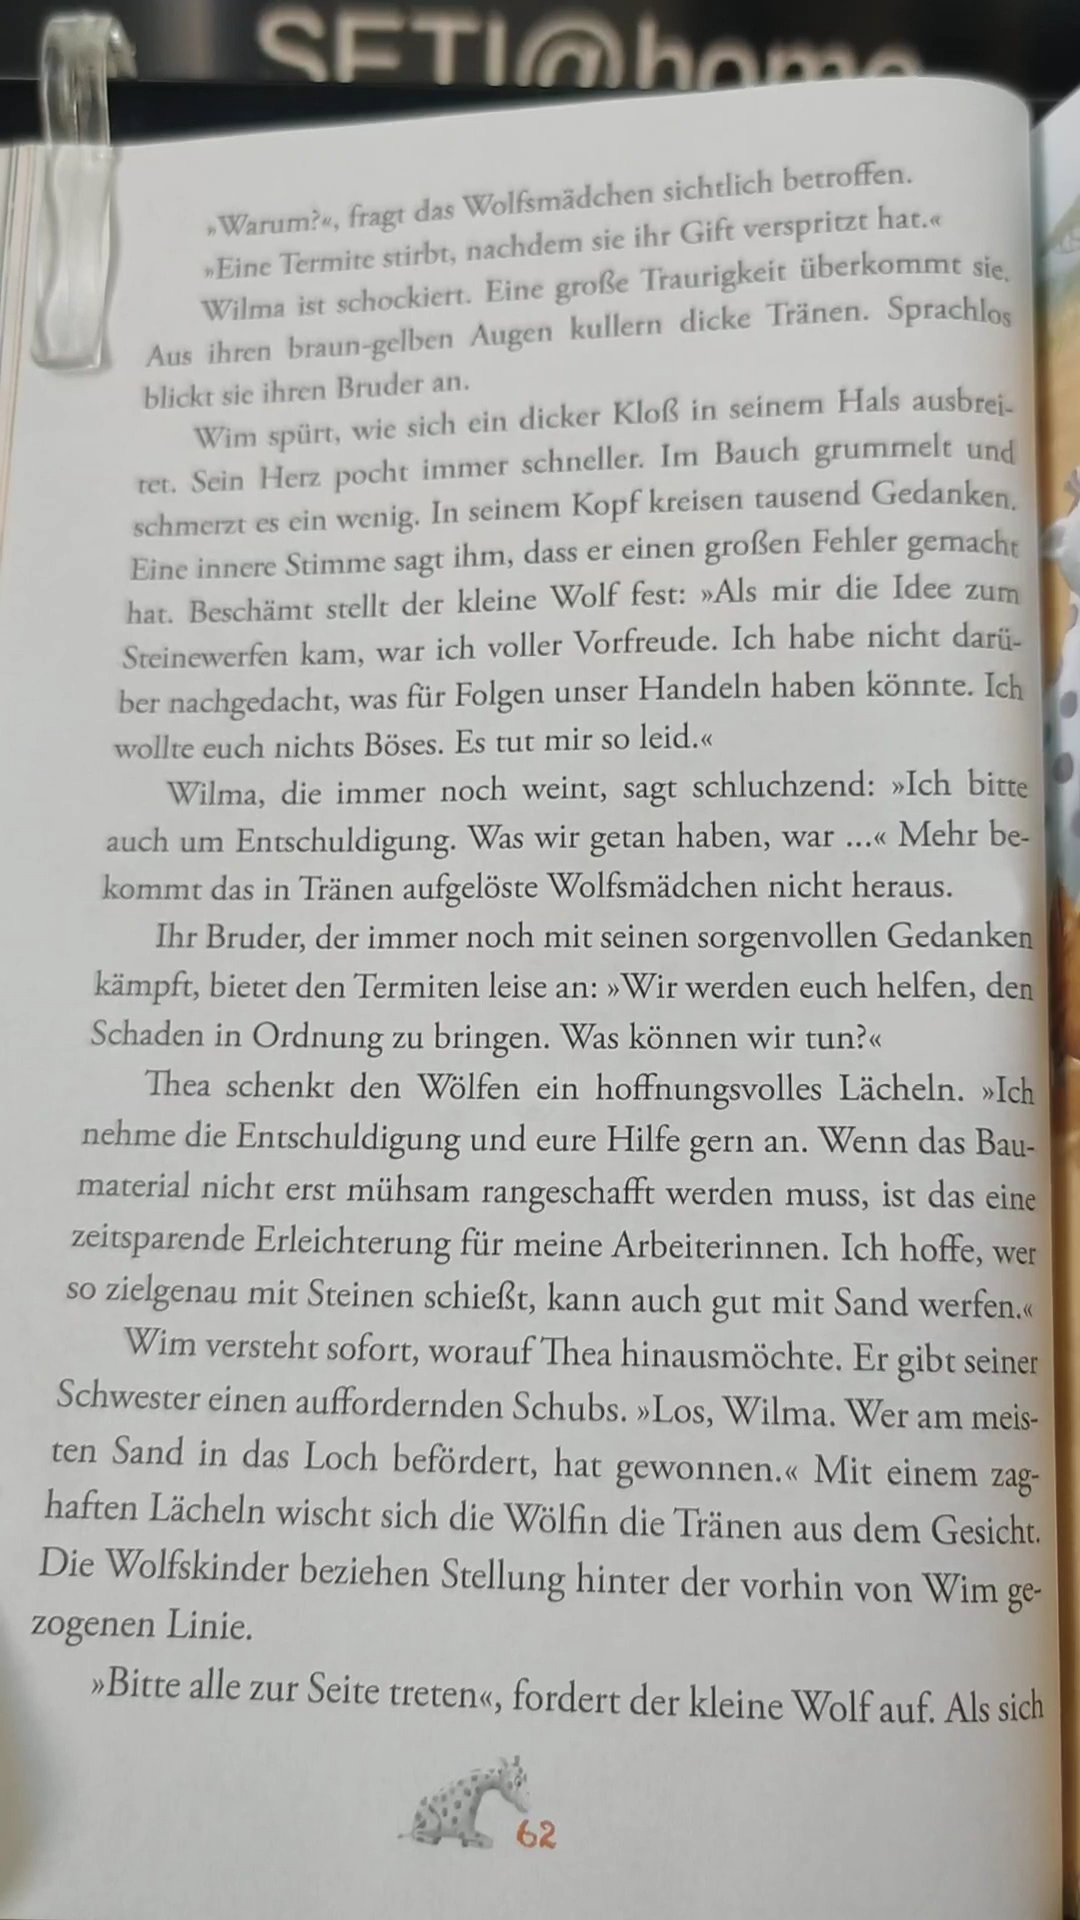 SETI@home
»Warum?«, fragt das Wolfsmädchen sichtlich betroffen.
»Eine Termite stirbt, nachdem sie ihr Gift verspritzt hat.«
Wilma ist schockiert. Eine große Traurigkeit überkommt sie.
Aus ihren braun-gelben Augen kullern dicke Tränen. Sprachlos
blickt sie ihren Bruder an.
Wim spürt, wie sich ein dicker Kloß in seinem Hals ausbrei-
tet. Sein Herz pocht immer schneller. Im Bauch grummelt und
schmerzt es ein wenig. In seinem Kopf kreisen tausend Gedanken.
Eine innere Stimme sagt ihm, dass er einen großen Fehler gemacht
hat. Beschämt stellt der kleine Wolf fest: »Als mir die Idee zum
Steinewerfen kam, war ich voller Vorfreude. Ich habe nicht darü-
ber nachgedacht, was für Folgen unser Handeln haben könnte. Ich
wollte euch nichts Böses. Es tut mir so leid.«
Wilma, die immer noch weint, sagt schluchzend: »Ich bitte
auch um Entschuldigung. Was wir getan haben, war ...« Mehr be-
kommt das in Tränen aufgelöste Wolfsmädchen nicht heraus.
Ihr Bruder, der immer noch mit seinen sorgenvollen Gedanken
kämpft, bietet den Termiten leise an: »Wir werden euch helfen, den
Schaden in Ordnung zu bringen. Was können wir tun?«
Thea schenkt den Wölfen ein hoffnungsvolles Lächeln. »Ich
nehme die Entschuldigung und eure Hilfe gern an. Wenn das Bau-
material nicht erst mühsam rangeschafft werden muss, ist das eine
zeitsparende Erleichterung für meine Arbeiterinnen. Ich hoffe, wer
so zielgenau mit Steinen schießt, kann auch gut mit Sand werfen.«
Wim versteht sofort, worauf Thea hinausmöchte. Er gibt seiner
Schwester einen auffordernden Schubs. »Los, Wilma. Wer am meis-
ten Sand in das Loch befördert, hat gewonnen.« Mit einem zag-
haften Lächeln wischt sich die Wölfin die Tränen aus dem Gesicht.
Die Wolfskinder beziehen Stellung hinter der vorhin von Wim ge-
zogenen Linie.
»Bitte alle zur Seite treten«, fordert der kleine Wolf auf. Als sich
62